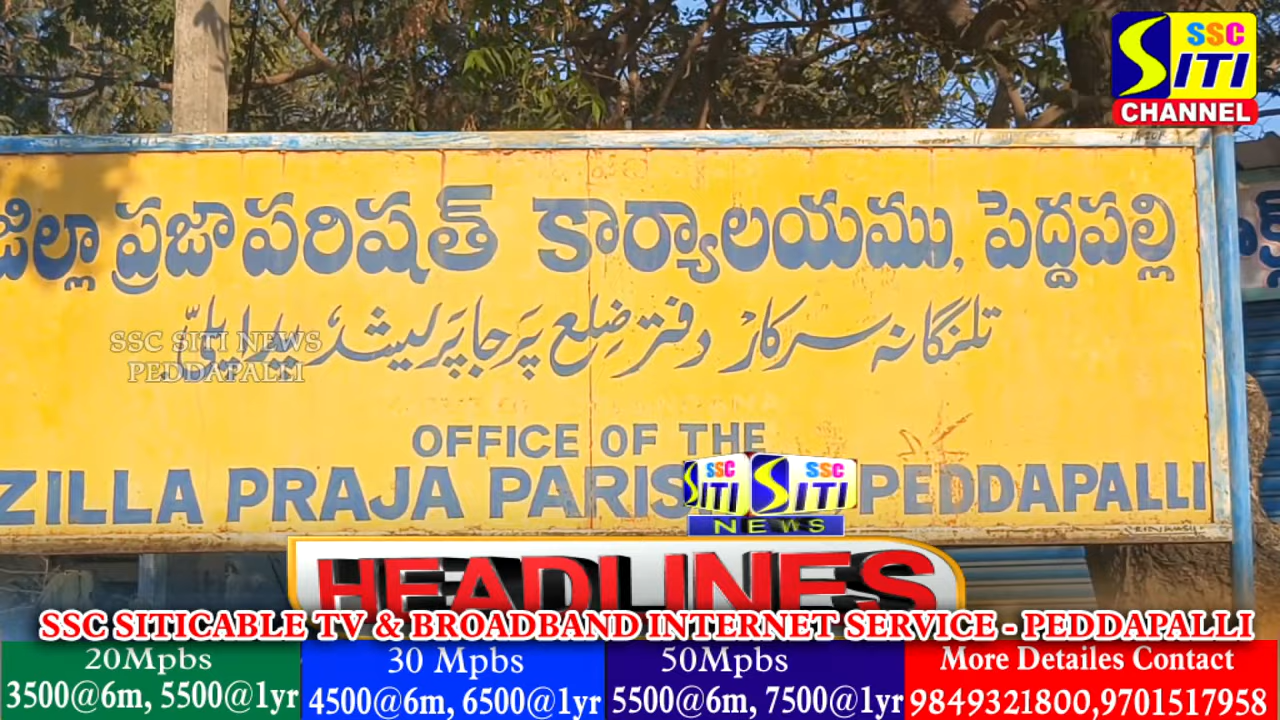 SSC
SITI
CHANNEL
జిల్లా ప్రజాపరిషత్ కార్యాలయము, పెద్దపల్లి
تلنگانہ سرکار دفتر ضلع پَرجا پَریشد،
SSC SITI NEWS
PEDDAPALLI
OFFICE OF THE
ZILLA PRAJA PARIS PEDDAPALLI
SSC SSC
SITI SITI
NEWS
HEADLINES
SSC SITICABLE TV & BROADBAND INTERNET SERVICE - PEDDAPALLI
20Mpbs
3500@6m, 5500@1yr
30 Mpbs
4500@6m, 6500@1yr
50Mpbs
5500@6m, 7500@1yr
More Detailes Contact
9849321800,9701517958